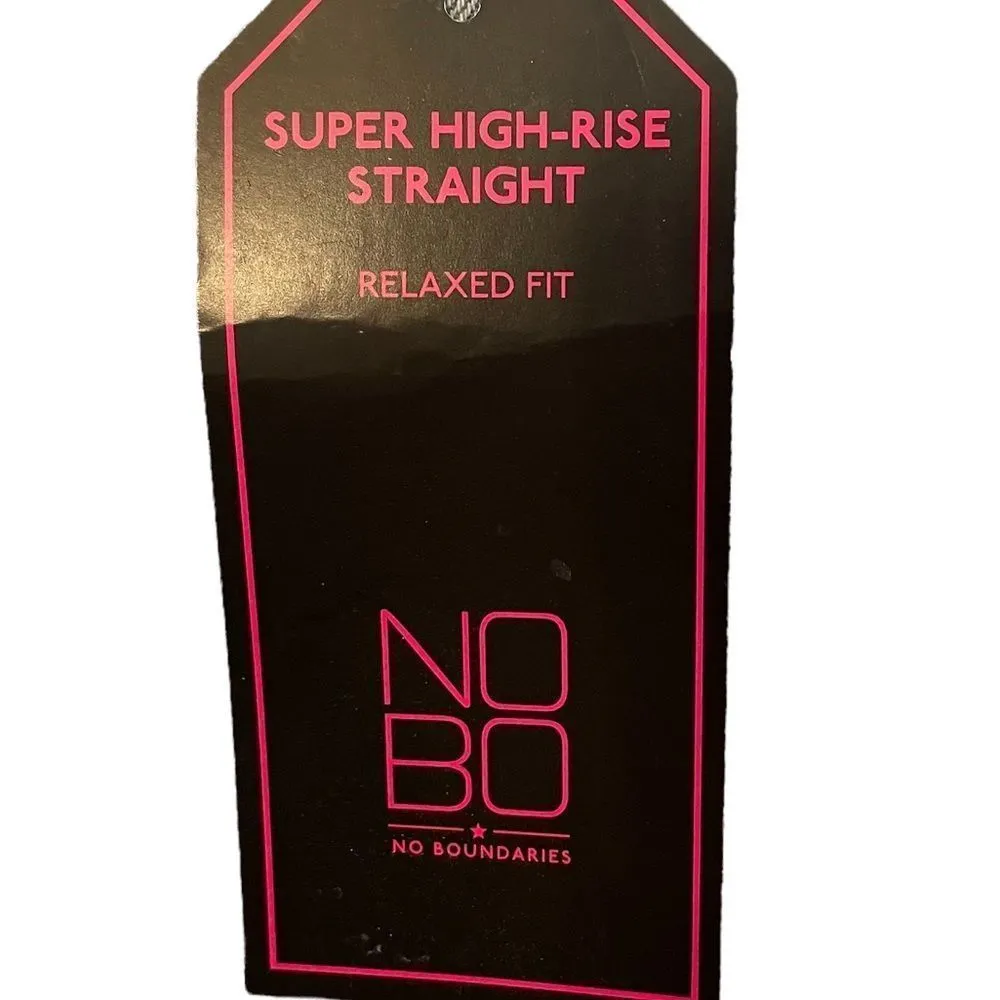 SUPER HIGH-RISE
STRAIGHT
RELAXED FIT
NO
BO
NO BOUNDARIES